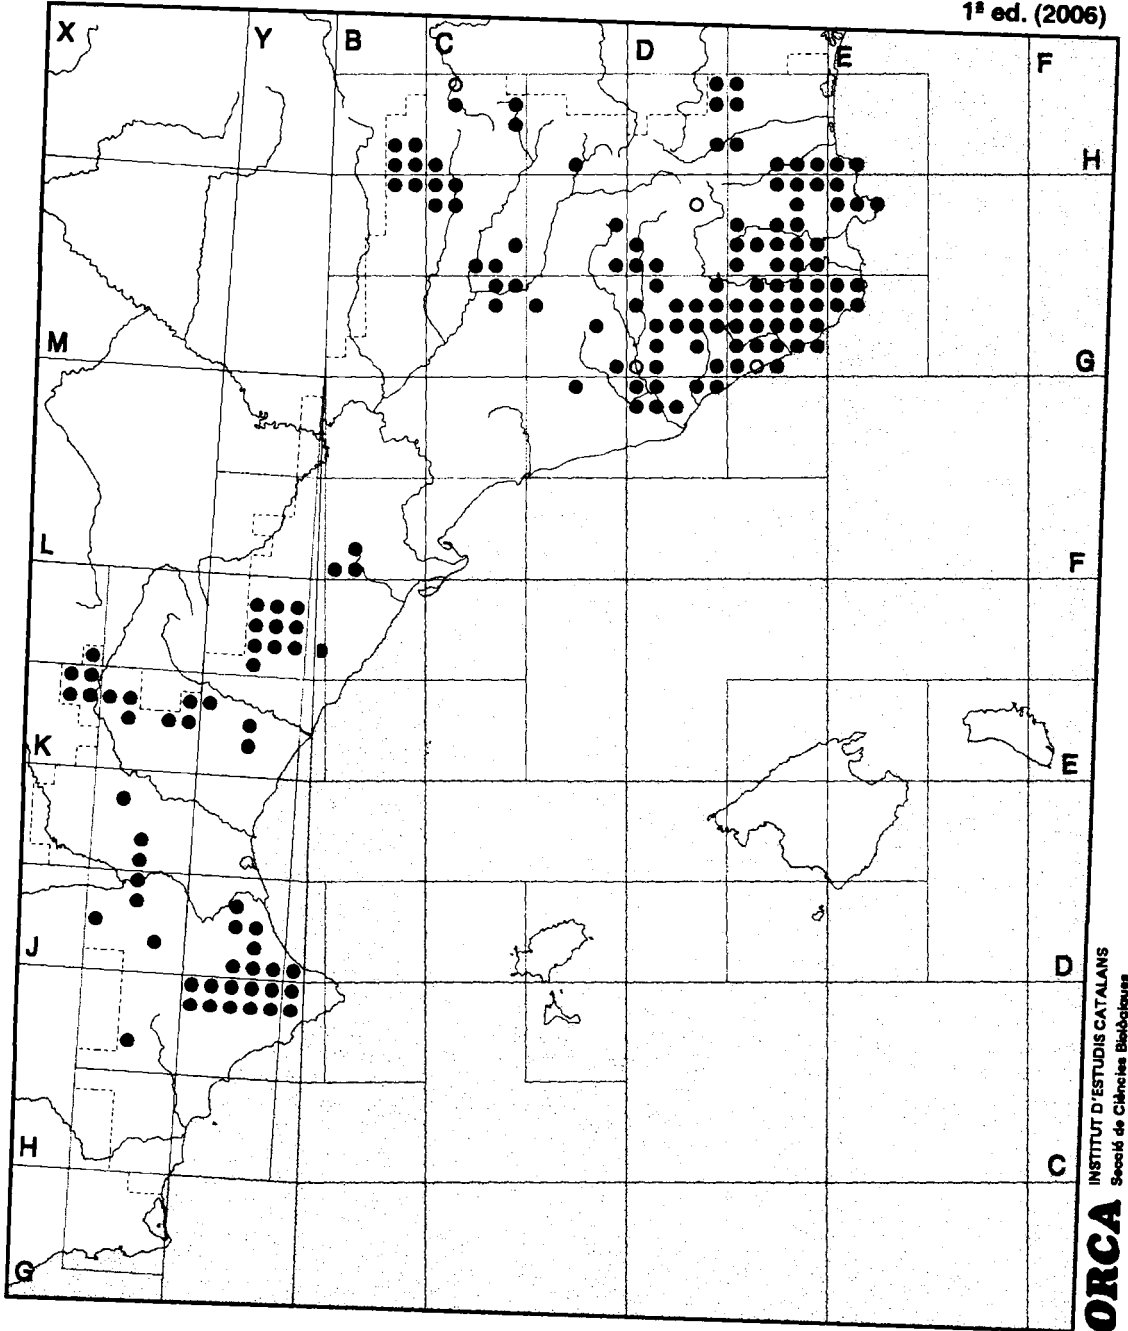 1ª ed. (2006)
X Y B C D E F
H
M G
L F
K E
J D
H C
G
ORCA INSTITUT D'ESTUDIS CATALANS
Secció de Ciències Biològiques